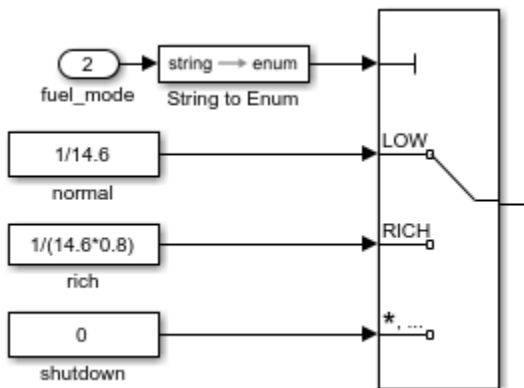 2
fuel_mode
string → enum
String to Enum
1/14.6
normal
LOW
1/(14.6*0.8)
rich
RICH
0
shutdown
*, ...